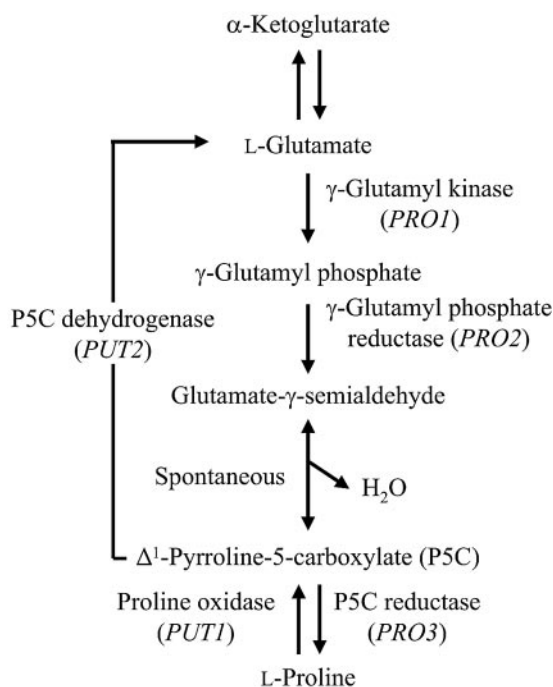 α-Ketoglutarate
L-Glutamate
γ-Glutamyl kinase
(PRO1)
γ-Glutamyl phosphate
γ-Glutamyl phosphate
reductase (PRO2)
P5C dehydrogenase
(PUT2)
Glutamate-γ-semialdehyde
Spontaneous
H₂O
Δ¹-Pyrroline-5-carboxylate (P5C)
Proline oxidase
(PUT1)
P5C reductase
(PRO3)
L-Proline